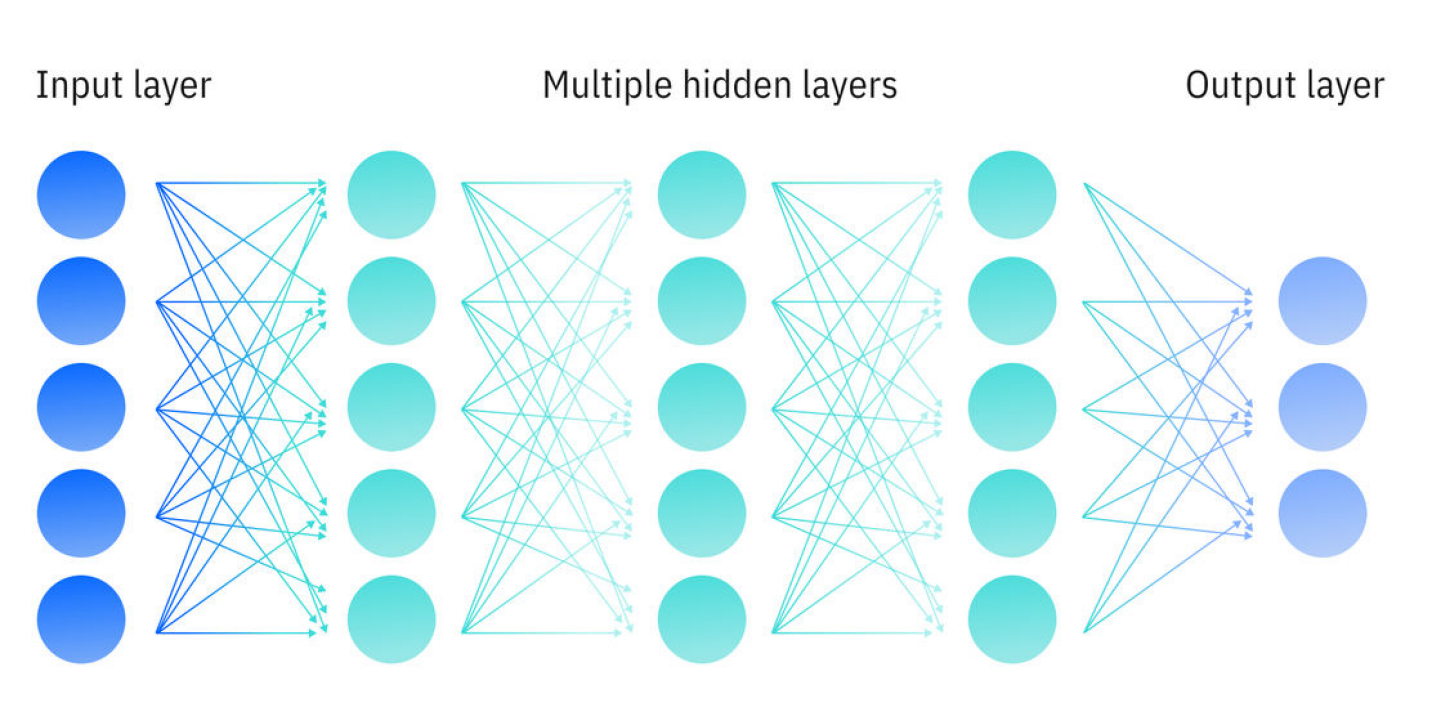 Input layer
Multiple hidden layers
Output layer